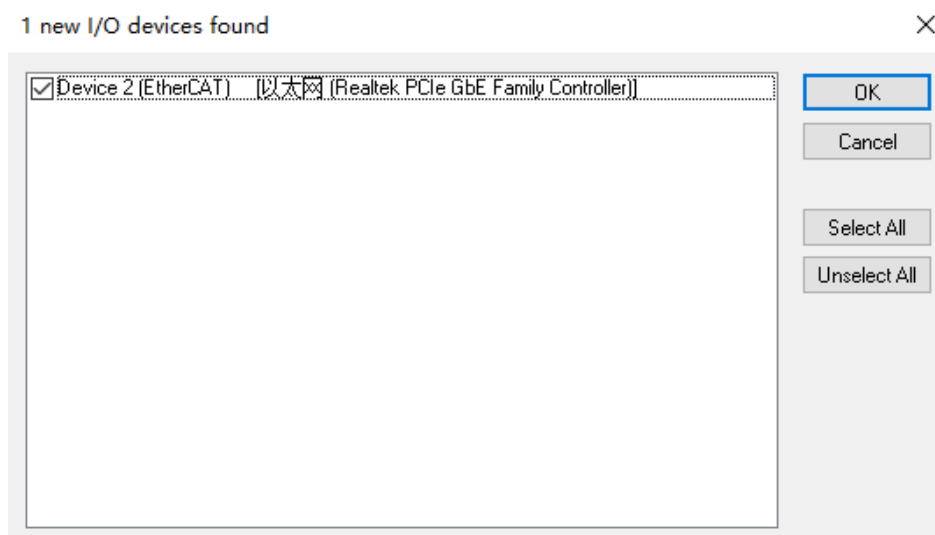 1 new I/O devices found
Device 2 (EtherCAT) [以太网 (Realtek PCIe GbE Family Controller)]
OK
Cancel
Select All
Unselect All